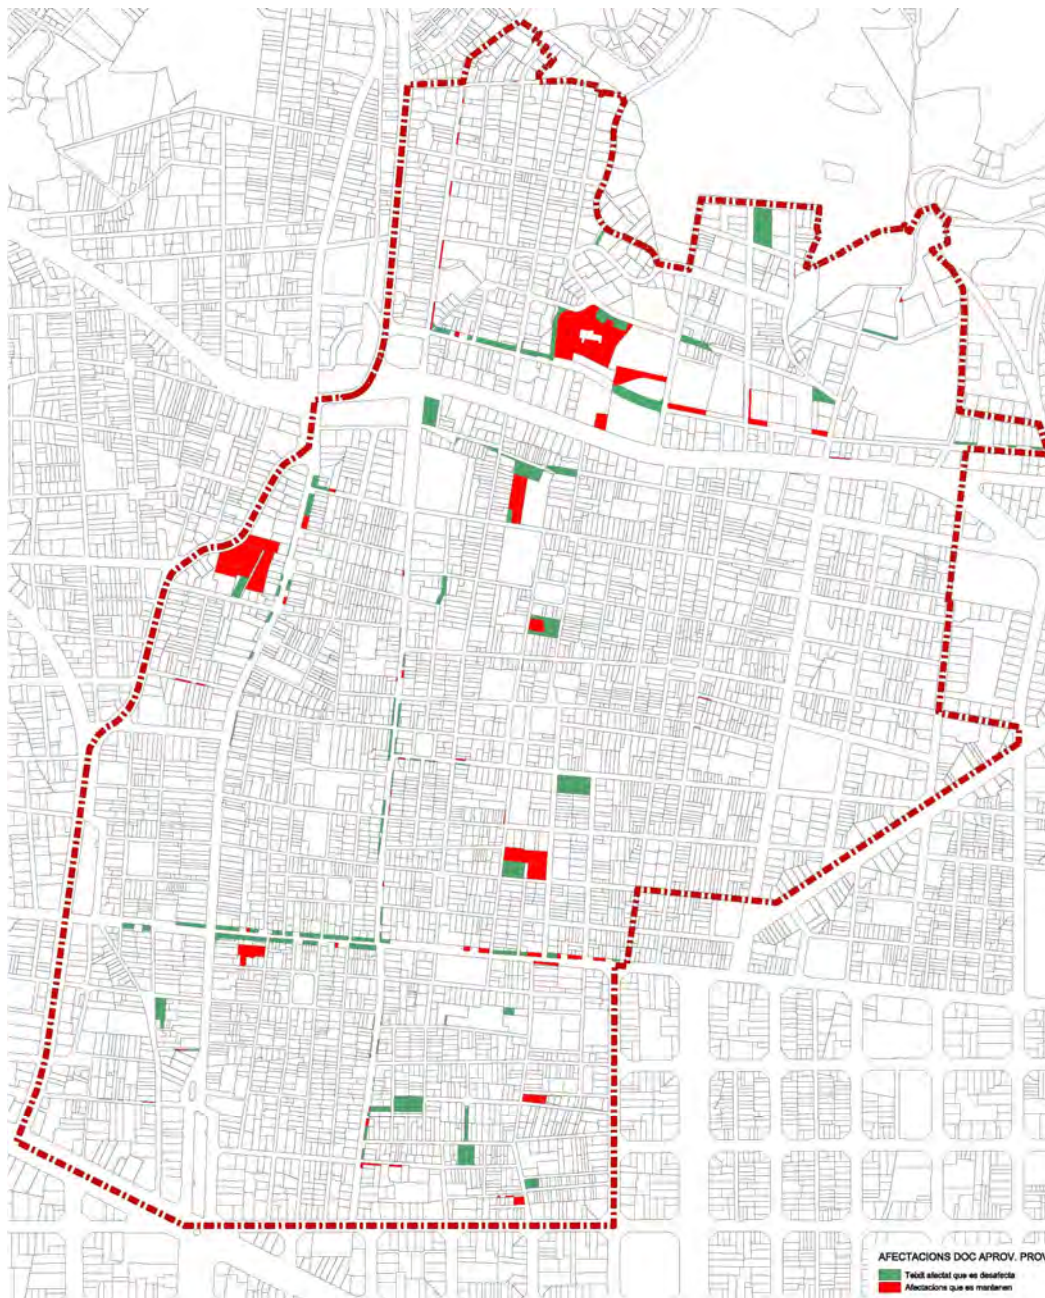 AFECTACIONS DOC APROV. PROV
Teixit afectat que es desafecta
Afectacions que es mantenen